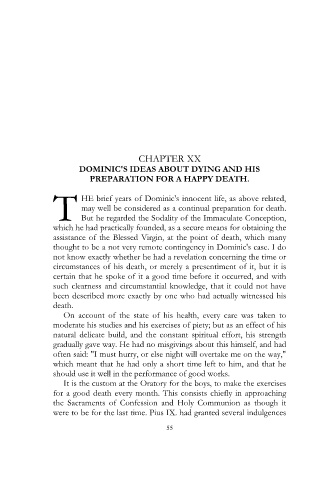 CHAPTER XX
DOMINIC'S IDEAS ABOUT DYING AND HIS
PREPARATION FOR A HAPPY DEATH.
THE brief years of Dominic's innocent life, as above related,
may well be considered as a continual preparation for death.
But he regarded the Sodality of the Immaculate Conception,
which he had practically founded, as a secure means for obtaining the
assistance of the Blessed Virgin, at the point of death, which many
thought to be a not very remote contingency in Dominic's case. I do
not know exactly whether he had a revelation concerning the time or
circumstances of his death, or merely a presentiment of it, but it is
certain that he spoke of it a good time before it occurred, and with
such clearness and circumstantial knowledge, that it could not have
been described more exactly by one who had actually witnessed his
death.
On account of the state of his health, every care was taken to
moderate his studies and his exercises of piety; but as an effect of his
natural delicate build, and the constant spiritual effort, his strength
gradually gave way. He had no misgivings about this himself, and had
often said: "I must hurry, or else night will overtake me on the way,"
which meant that he had only a short time left to him, and that he
should use it well in the performance of good works.
It is the custom at the Oratory for the boys, to make the exercises
for a good death every month. This consists chiefly in approaching
the Sacraments of Confession and Holy Communion as though it
were to be for the last time. Pius IX. had granted several indulgences
55